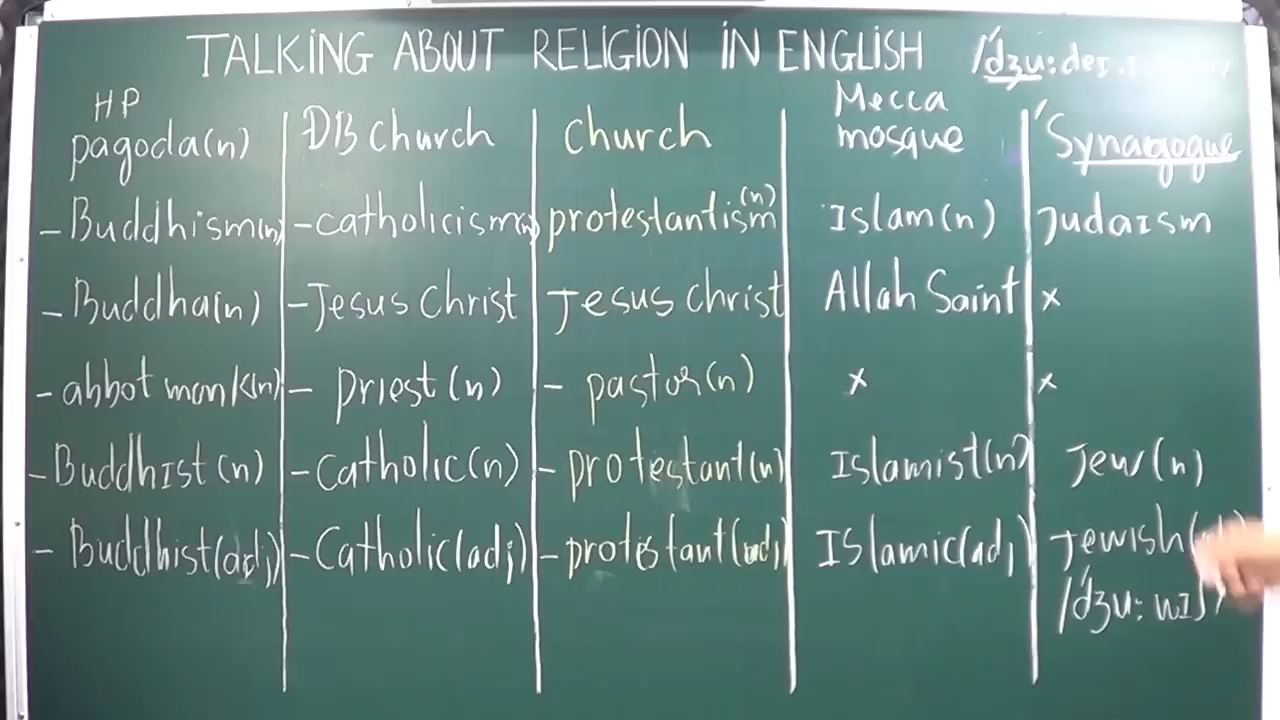 TALKING ABOUT RELIGION IN ENGLISH
HP
pagoda(n)
- Buddhism(n)
- Buddha(n)
- abbot monk(n)
- Buddhist (n)
- Buddhist(adj)
ĐB church
- catholicism(n)
- Jesus Christ
- priest (n)
- Catholic(n)
- Catholic(adj)
church
protestantism (n)
Jesus christ
- pastor(n)
- protestant(n)
- protestant(adj)
Mecca
mosque
Islam(n)
Allah Saint
x
Islamist(n)
Islamic(adj)
'Synagogue
Judaism
x
x
Jew (n)
Jewish
/'dʒu: wɪʃ/